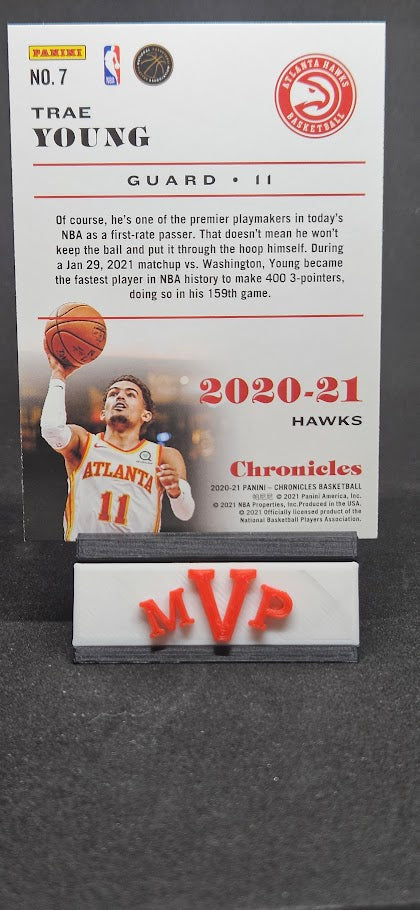 PANINI
NO. 7
ATLANTA HAWKS
BASKETBALL
TRAE
YOUNG
GUARD • 11
Of course, he's one of the premier playmakers in today's
NBA as a first-rate passer. That doesn't mean he won't
keep the ball and put it through the hoop himself. During
a Jan 29, 2021 matchup vs. Washington, Young became
the fastest player in NBA history to make 400 3-pointers,
doing so in his 159th game.
2020-21
HAWKS
ATLANTA
11
Chronicles
2020-21 PANINI – CHRONICLES BASKETBALL
帕尼尼 © 2021 Panini America, Inc.
© 2021 NBA Properties, Inc. Produced in the USA.
© 2021 Officially licensed product of the
National Basketball Players Association.
MVP